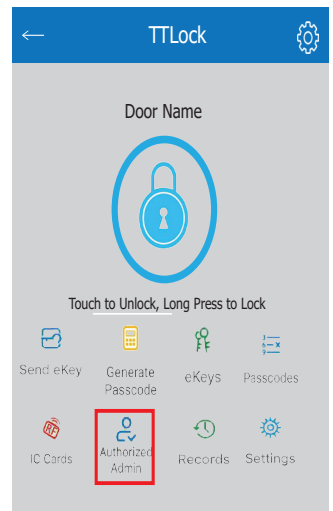 TTLock
Door Name
Touch to Unlock, Long Press to Lock
Send eKey
Generate
Passcode
eKeys
Passcodes
IC Cards
Authorized
Admin
Records
Settings